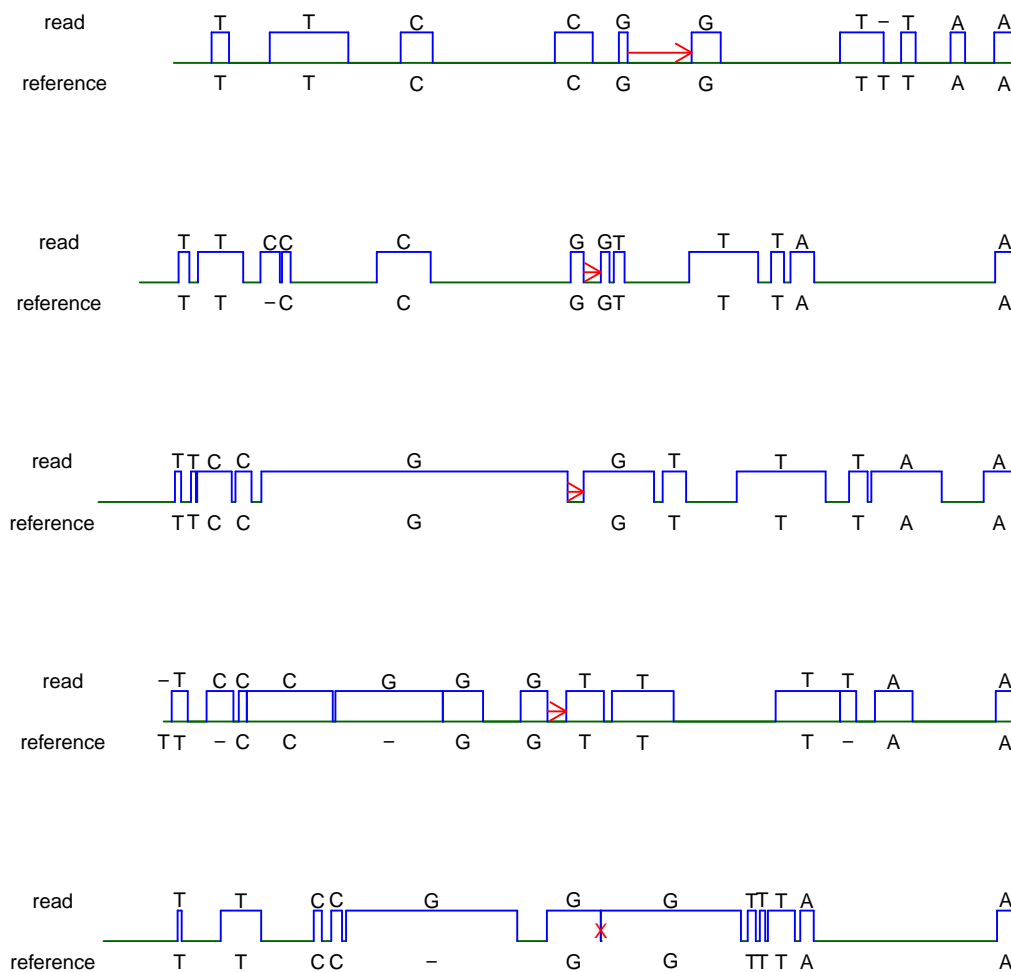 read T T C C G G T – T A A
reference T T C C G G T T T A A
read T T C C C G G T T T A A
reference T T – C C G G T T T A A
read T T C C G G T T T A A
reference T T C C G G T T T A A
read – T C C C G G G T T T T A A
reference T T – C C – G G T T T – A A
read T T C C G G G T T T A A
reference T T C C – G G T T T A A